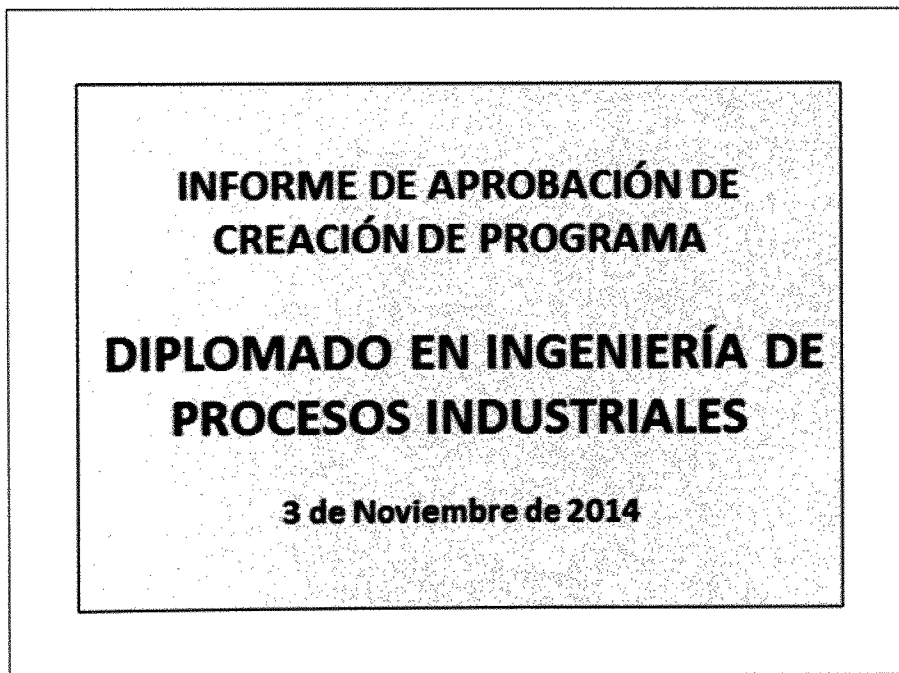 INFORME DE APROBACIÓN DE
CREACIÓN DE PROGRAMA
DIPLOMADO EN INGENIERÍA DE
PROCESOS INDUSTRIALES
3 de Noviembre de 2014